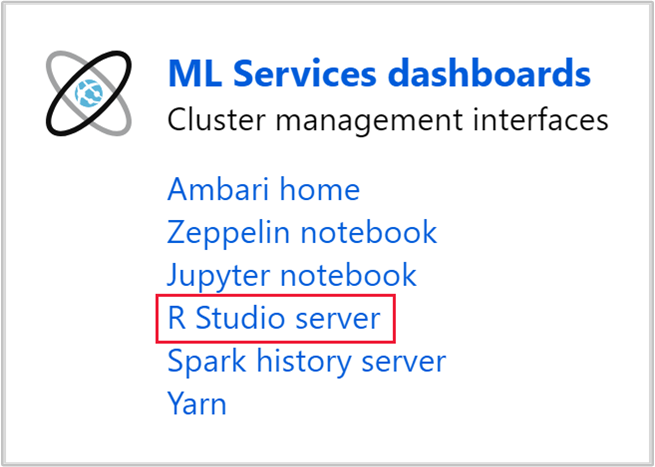 ML Services dashboards
Cluster management interfaces
Ambari home
Zeppelin notebook
Jupyter notebook
R Studio server
Spark history server
Yarn